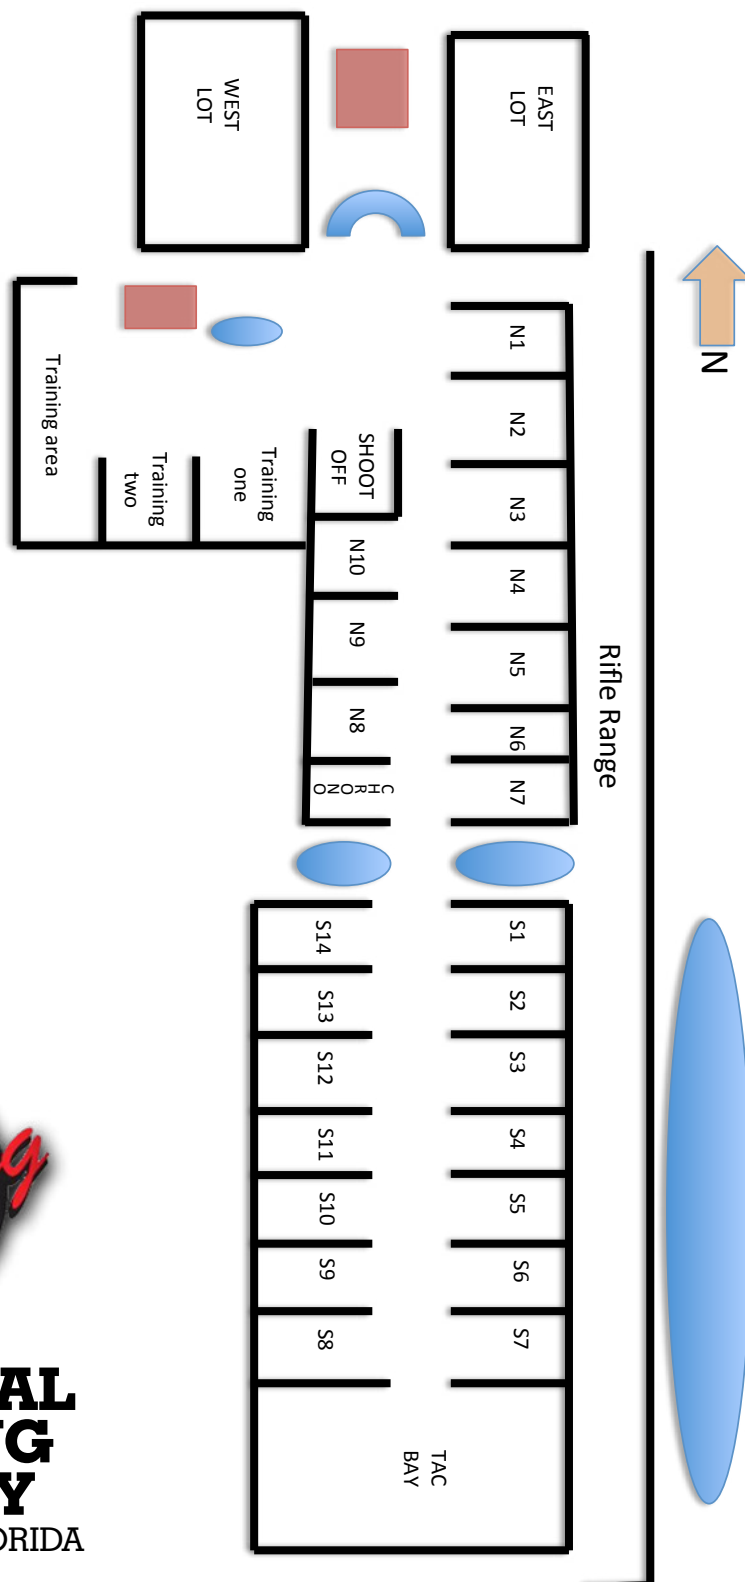 WEST
LOT
EAST
LOT
N
N1
N2
N3
N4
N5
N6
N7
Rifle Range
Training area
Training
two
Training
one
SHOOT
OFF
N10
N9
N8
CHRONO
S14
S13
S12
S11
S10
S9
S8
S1
S2
S3
S4
S5
S6
S7
TAC
BAY